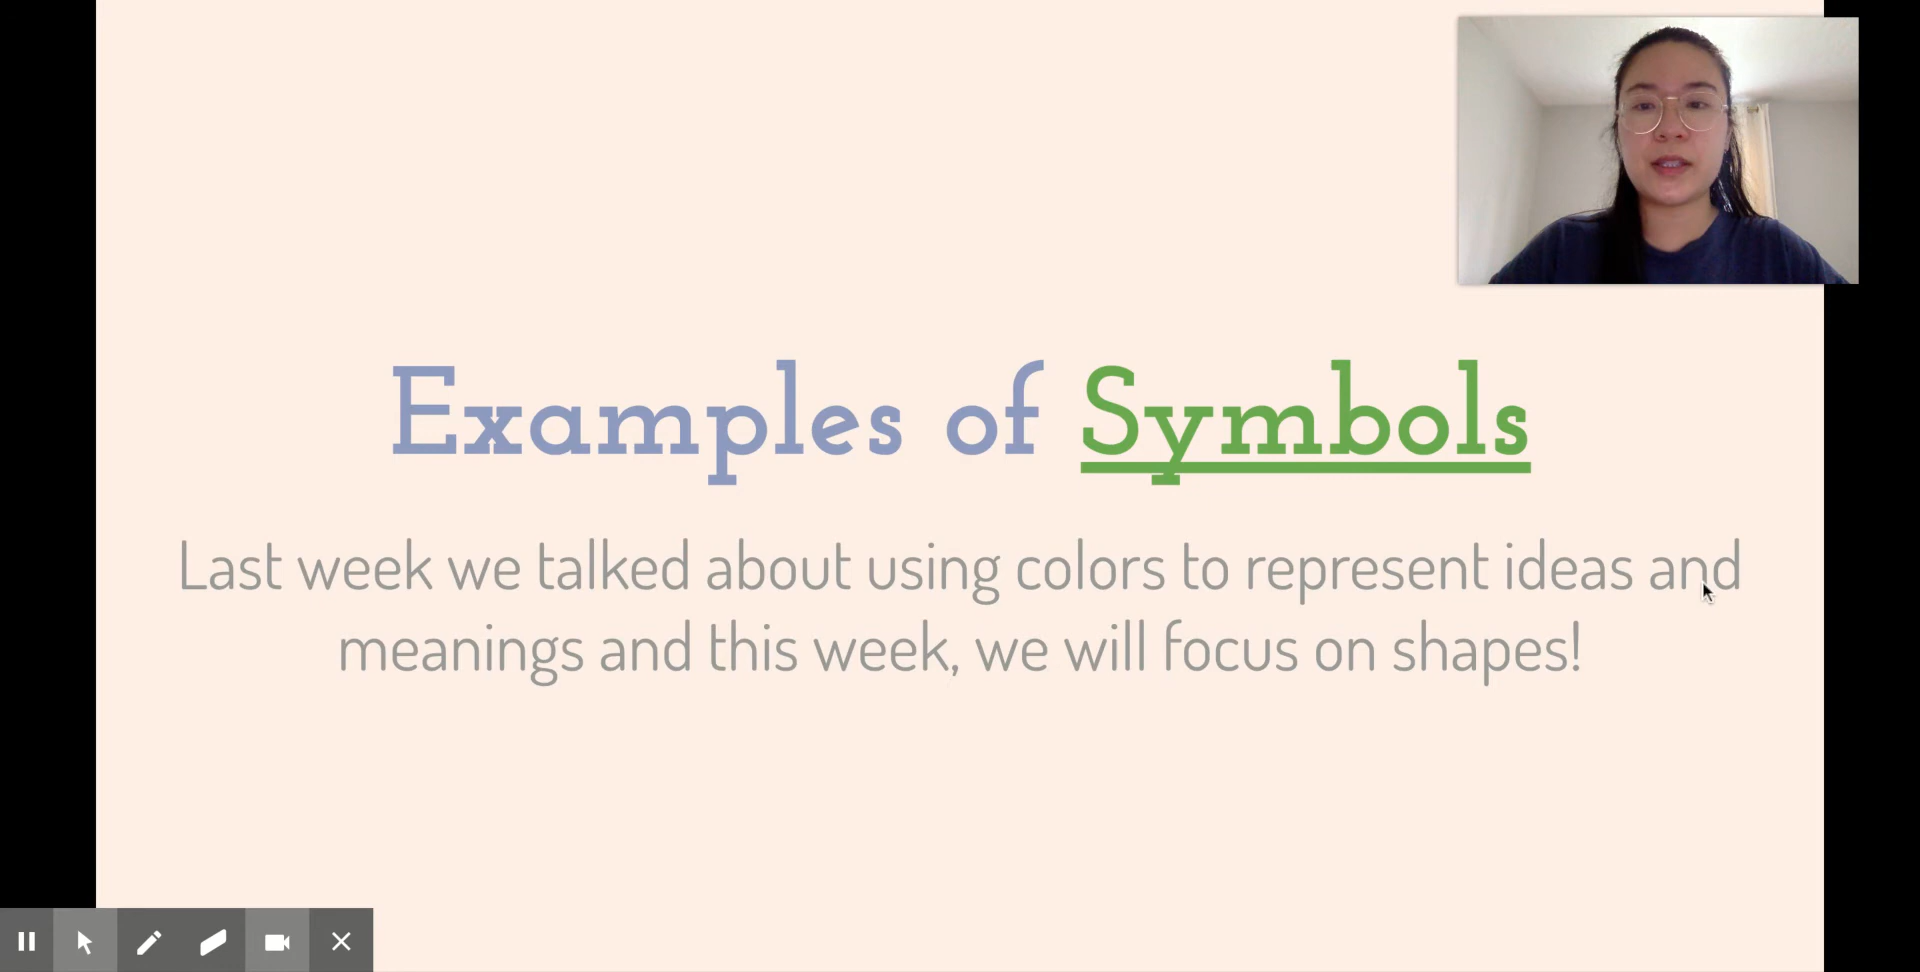 Examples of Symbols
Last week we talked about using colors to represent ideas and
meanings and this week, we will focus on shapes!